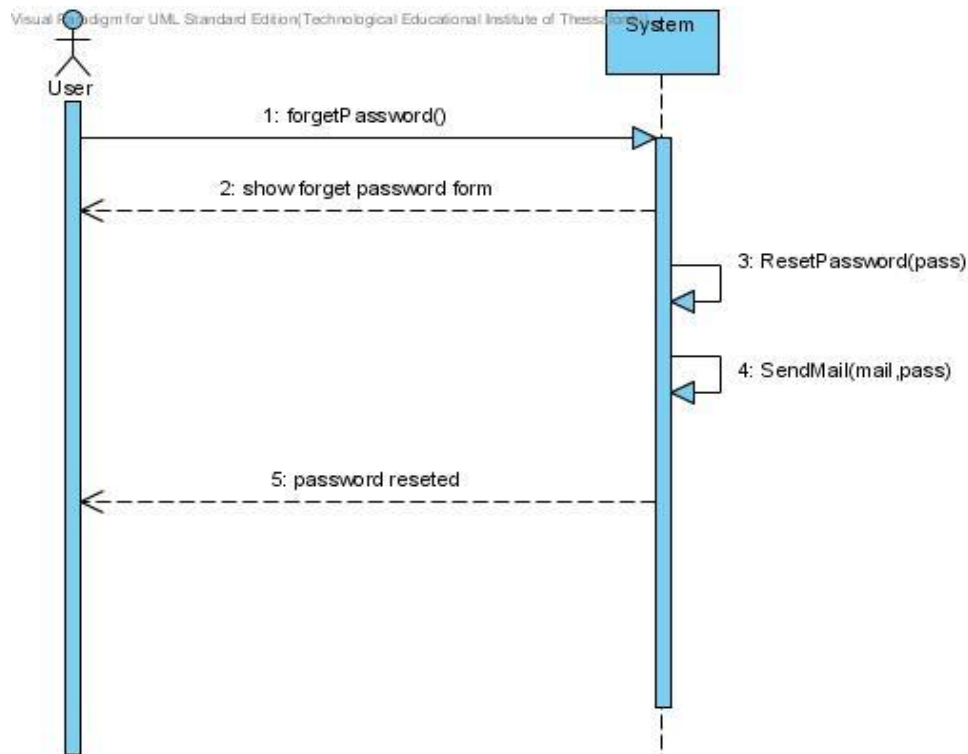 Visual Paradigm for UML Standard Edition(Technological Educational Institute of
System
User
1: forgetPassword()
2: show forget password form
3: ResetPassword(pass)
4: SendMail(mail,pass)
5: password reseted